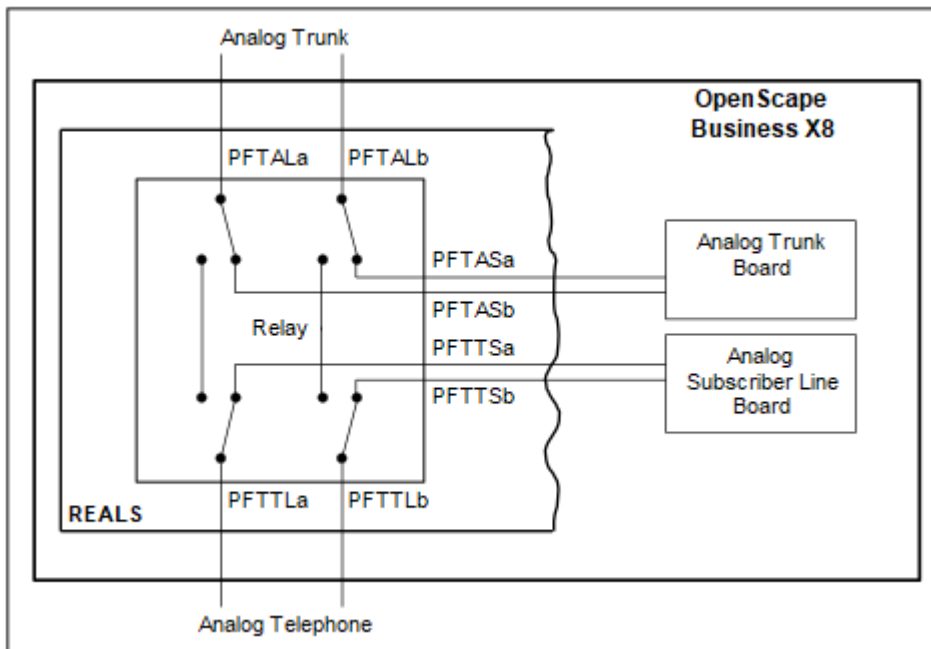 Analog Trunk
OpenScape
Business X8
PFTALa
PFTALb
PFTASa
Analog Trunk
Board
PFTASb
Relay
PFTTSa
Analog
Subscriber Line
Board
PFTTSb
PFTTLa
PFTTLb
REALS
Analog Telephone